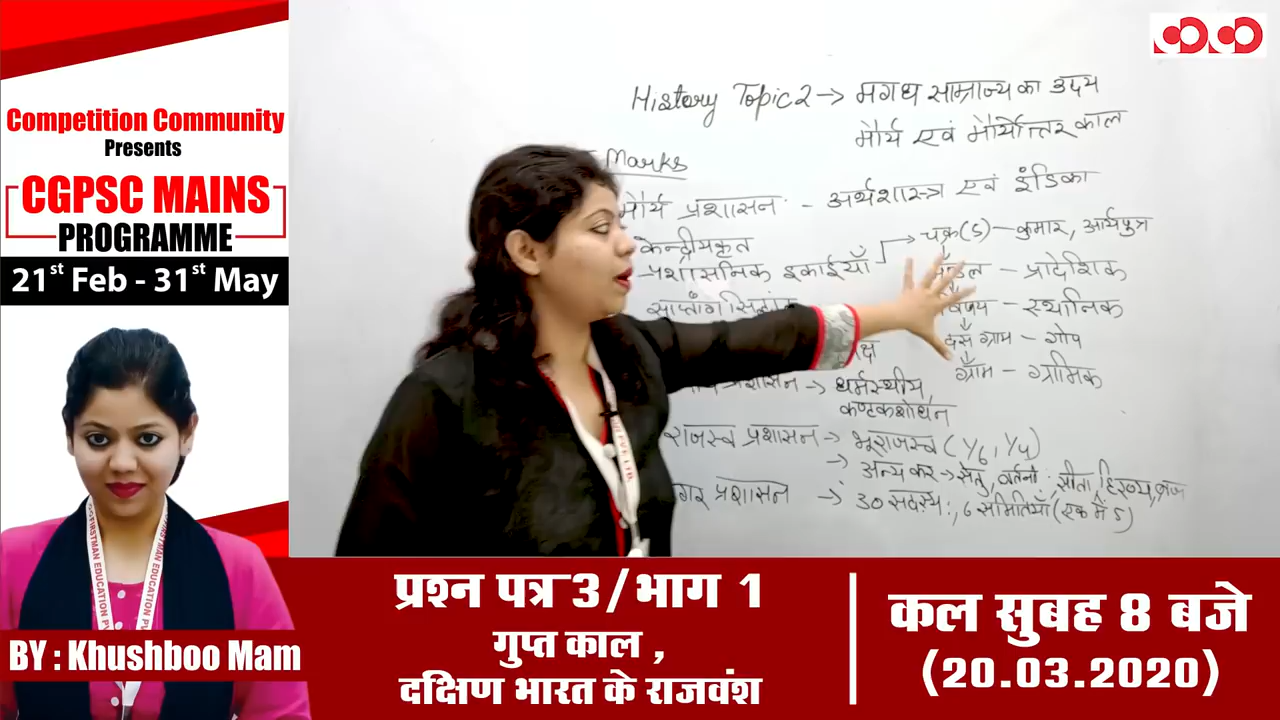 Competition Community
Presents
CGPSC MAINS
PROGRAMME
21st Feb - 31st May
BY : Khushboo Mam
History Topic 2 → मगध साम्राज्य का उदय
मौर्य एवं मौर्योत्तर काल
Marks
मौर्य प्रशासन - अर्थशास्त्र एवं इंडिका
केन्द्रीयकृत
प्रशासनिक इकाईयाँ → चक्र(5) - कुमार, आर्यपुत्र
- प्रादेशिक
- स्थानिक
दस ग्राम - गोप
ग्राम - ग्रामिक
सप्तांग
प्रशासन → धर्मस्थीय,
कण्टकशोधन
राजस्व प्रशासन → भूराजस्व (1/6, 1/4)
→ अन्य कर → सेतु, वर्तनी, सीता, हिरण्य,
प्रशासन → 30 सदस्य, 6 समितियाँ (एक में 5)
प्रश्न पत्र 3 / भाग 1
गुप्त काल ,
दक्षिण भारत के राजवंश
कल सुबह 8 बजे
(20.03.2020)